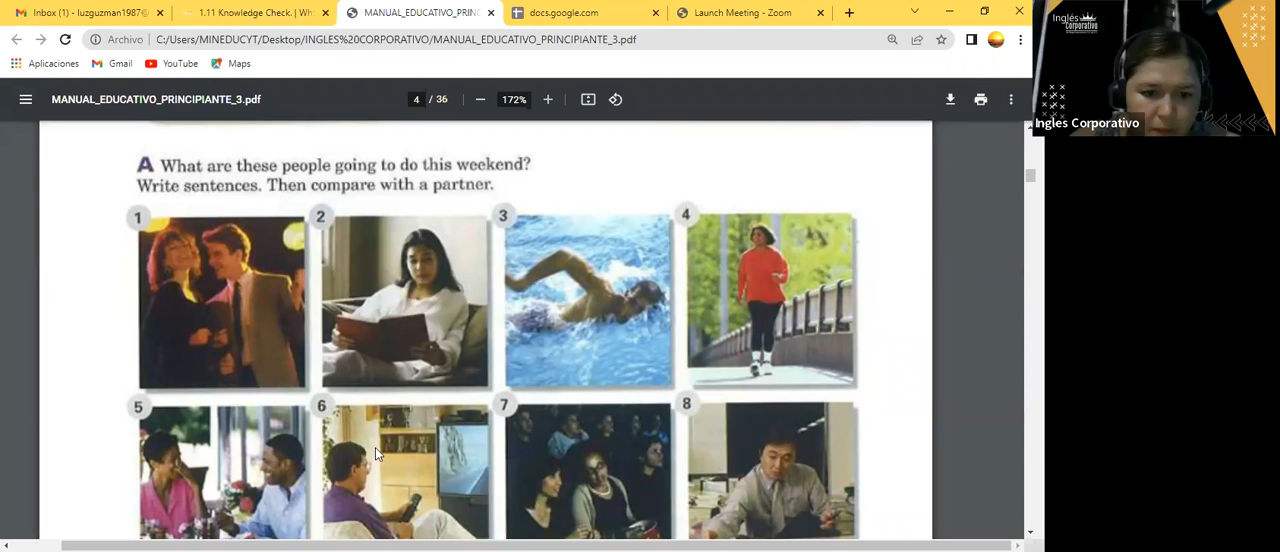 Inbox (1) - luzguzman1987@
1.11 Knowledge Check. | Wh
MANUAL_EDUCATIVO_PRINC
docs.google.com
Launch Meeting - Zoom
Archivo
C:/Users/MINEDUCYT/Desktop/INGLES%20CORPORATIVO/MANUAL_EDUCATIVO_PRINCIPIANTE_3.pdf
Aplicaciones
Gmail
YouTube
Maps
MANUAL_EDUCATIVO_PRINCIPIANTE_3.pdf
4 / 36
172%
A What are these people going to do this weekend?
Write sentences. Then compare with a partner.
1
2
3
4
5
6
7
8
Inglés
Corporativo
Ingles Corporativo